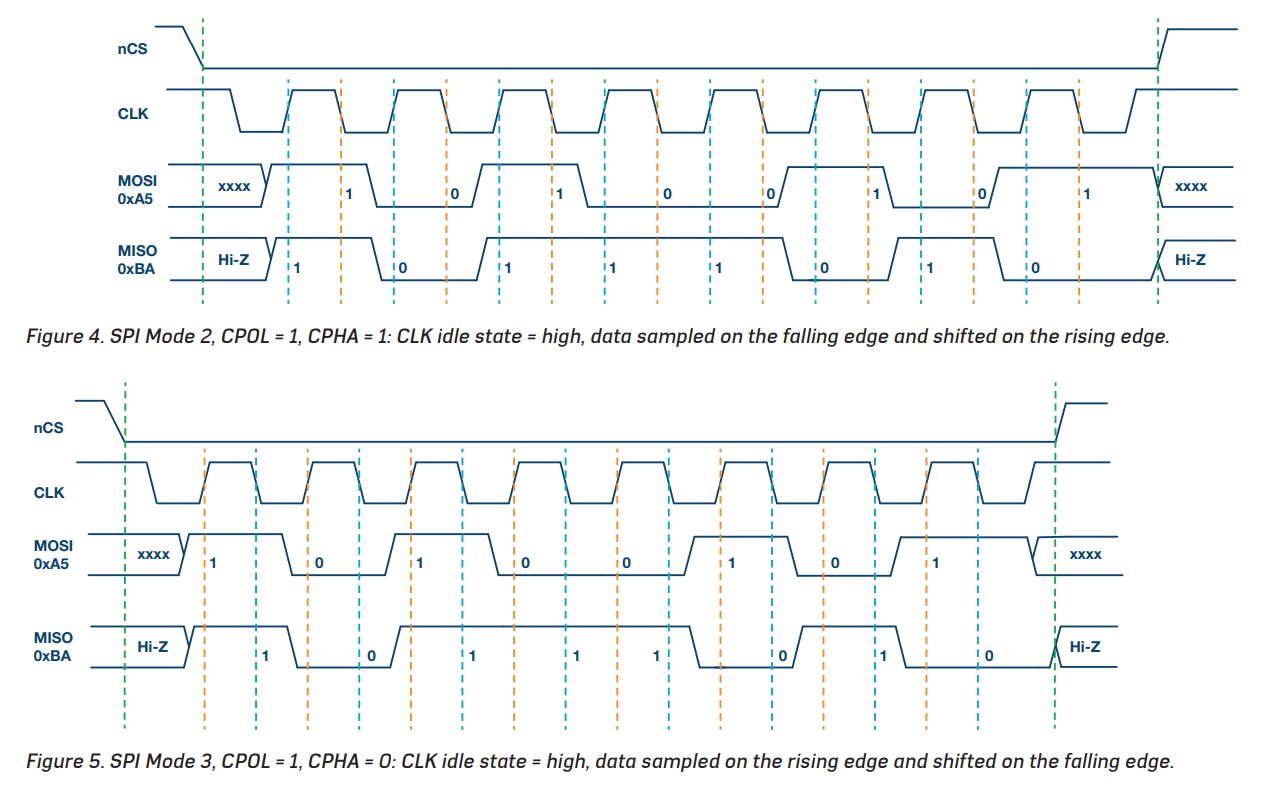 nCS
CLK
MOSI
0xA5
xxxx 1 0 1 0 0 1 0 1 xxxx
MISO
0xBA
Hi-Z 1 0 1 1 1 0 1 0 Hi-Z
Figure 4. SPI Mode 2, CPOL = 1, CPHA = 1: CLK idle state = high, data sampled on the falling edge and shifted on the rising edge.
nCS
CLK
MOSI
0xA5
xxxx 1 0 1 0 0 1 0 1 xxxx
MISO
0xBA
Hi-Z 1 0 1 1 1 0 1 0 Hi-Z
Figure 5. SPI Mode 3, CPOL = 1, CPHA = 0: CLK idle state = high, data sampled on the rising edge and shifted on the falling edge.